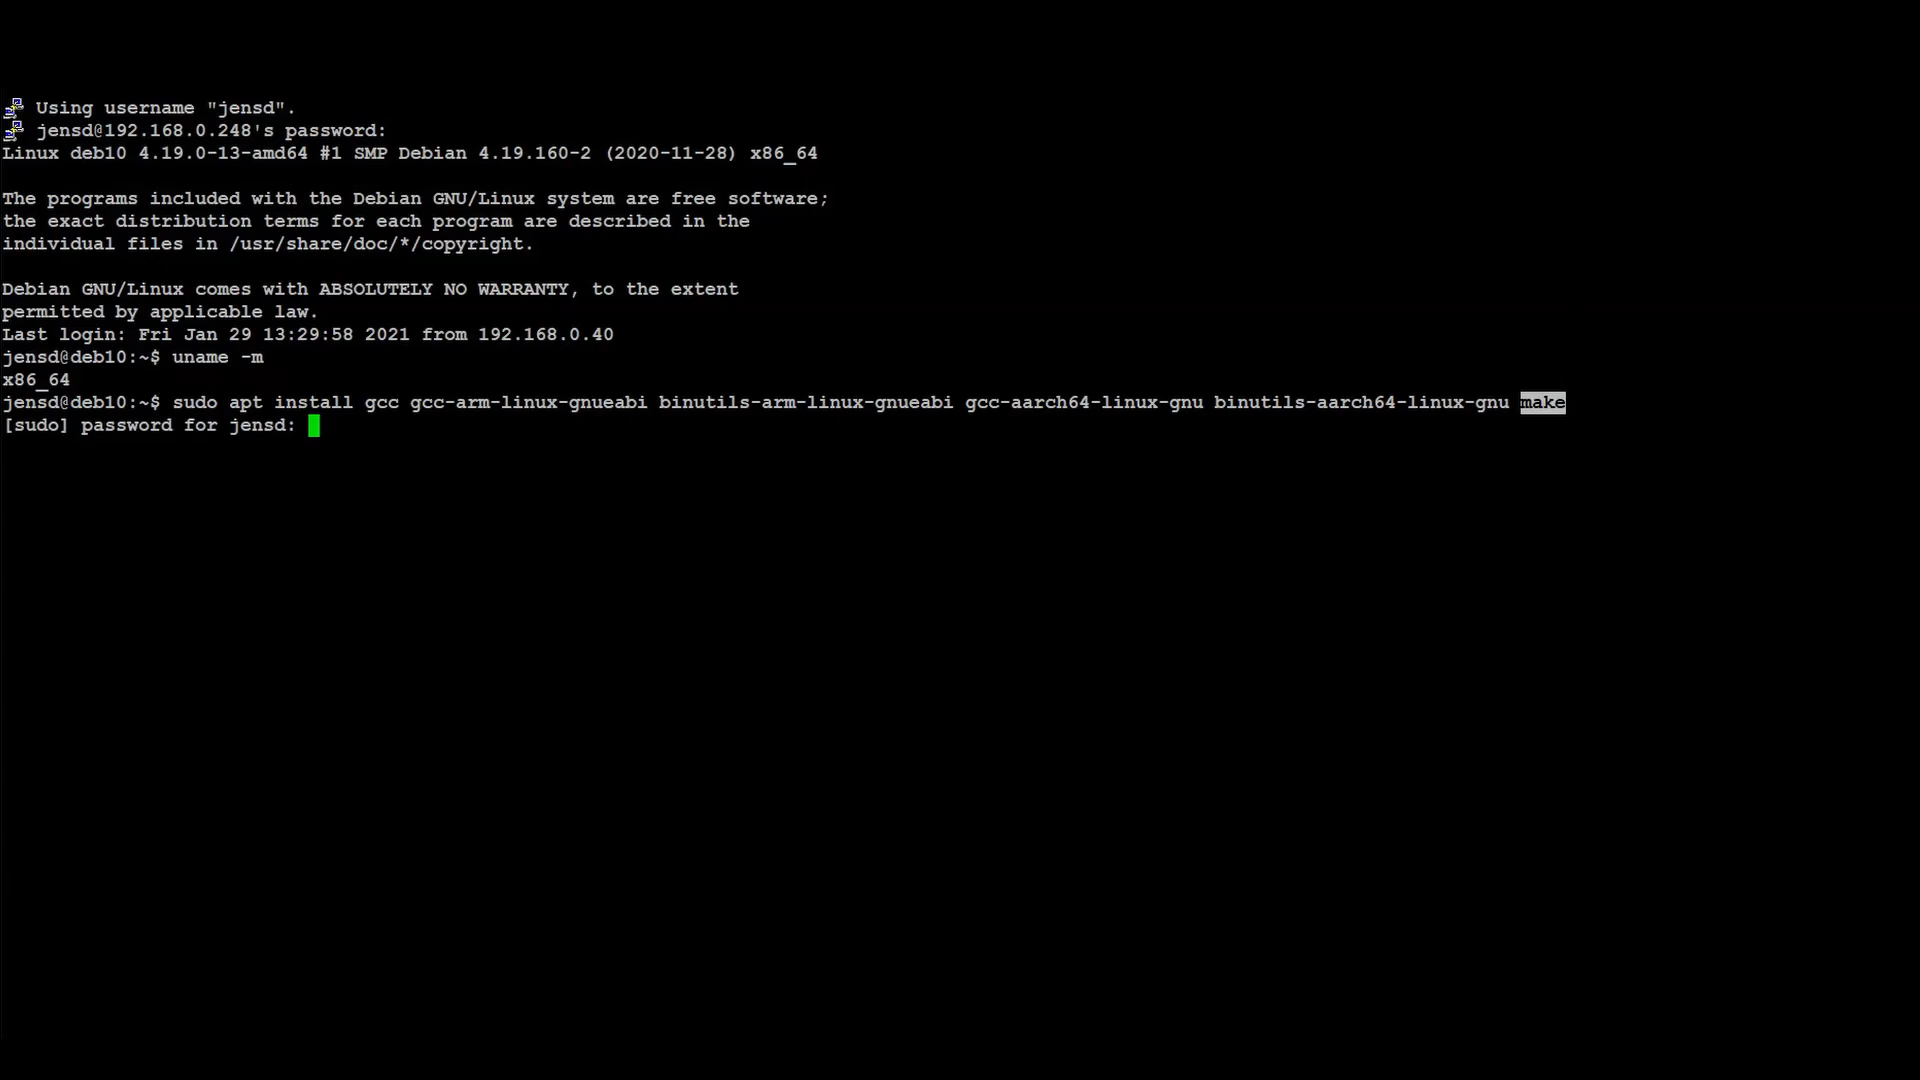 Using username "jensd".
jensd@192.168.0.248's password:
Linux deb10 4.19.0-13-amd64 #1 SMP Debian 4.19.160-2 (2020-11-28) x86_64
The programs included with the Debian GNU/Linux system are free software;
the exact distribution terms for each program are described in the
individual files in /usr/share/doc/*/copyright.
Debian GNU/Linux comes with ABSOLUTELY NO WARRANTY, to the extent
permitted by applicable law.
Last login: Fri Jan 29 13:29:58 2021 from 192.168.0.40
jensd@deb10:~$ uname -m
x86_64
jensd@deb10:~$ sudo apt install gcc gcc-arm-linux-gnueabi binutils-arm-linux-gnueabi gcc-aarch64-linux-gnu binutils-aarch64-linux-gnu make
[sudo] password for jensd: